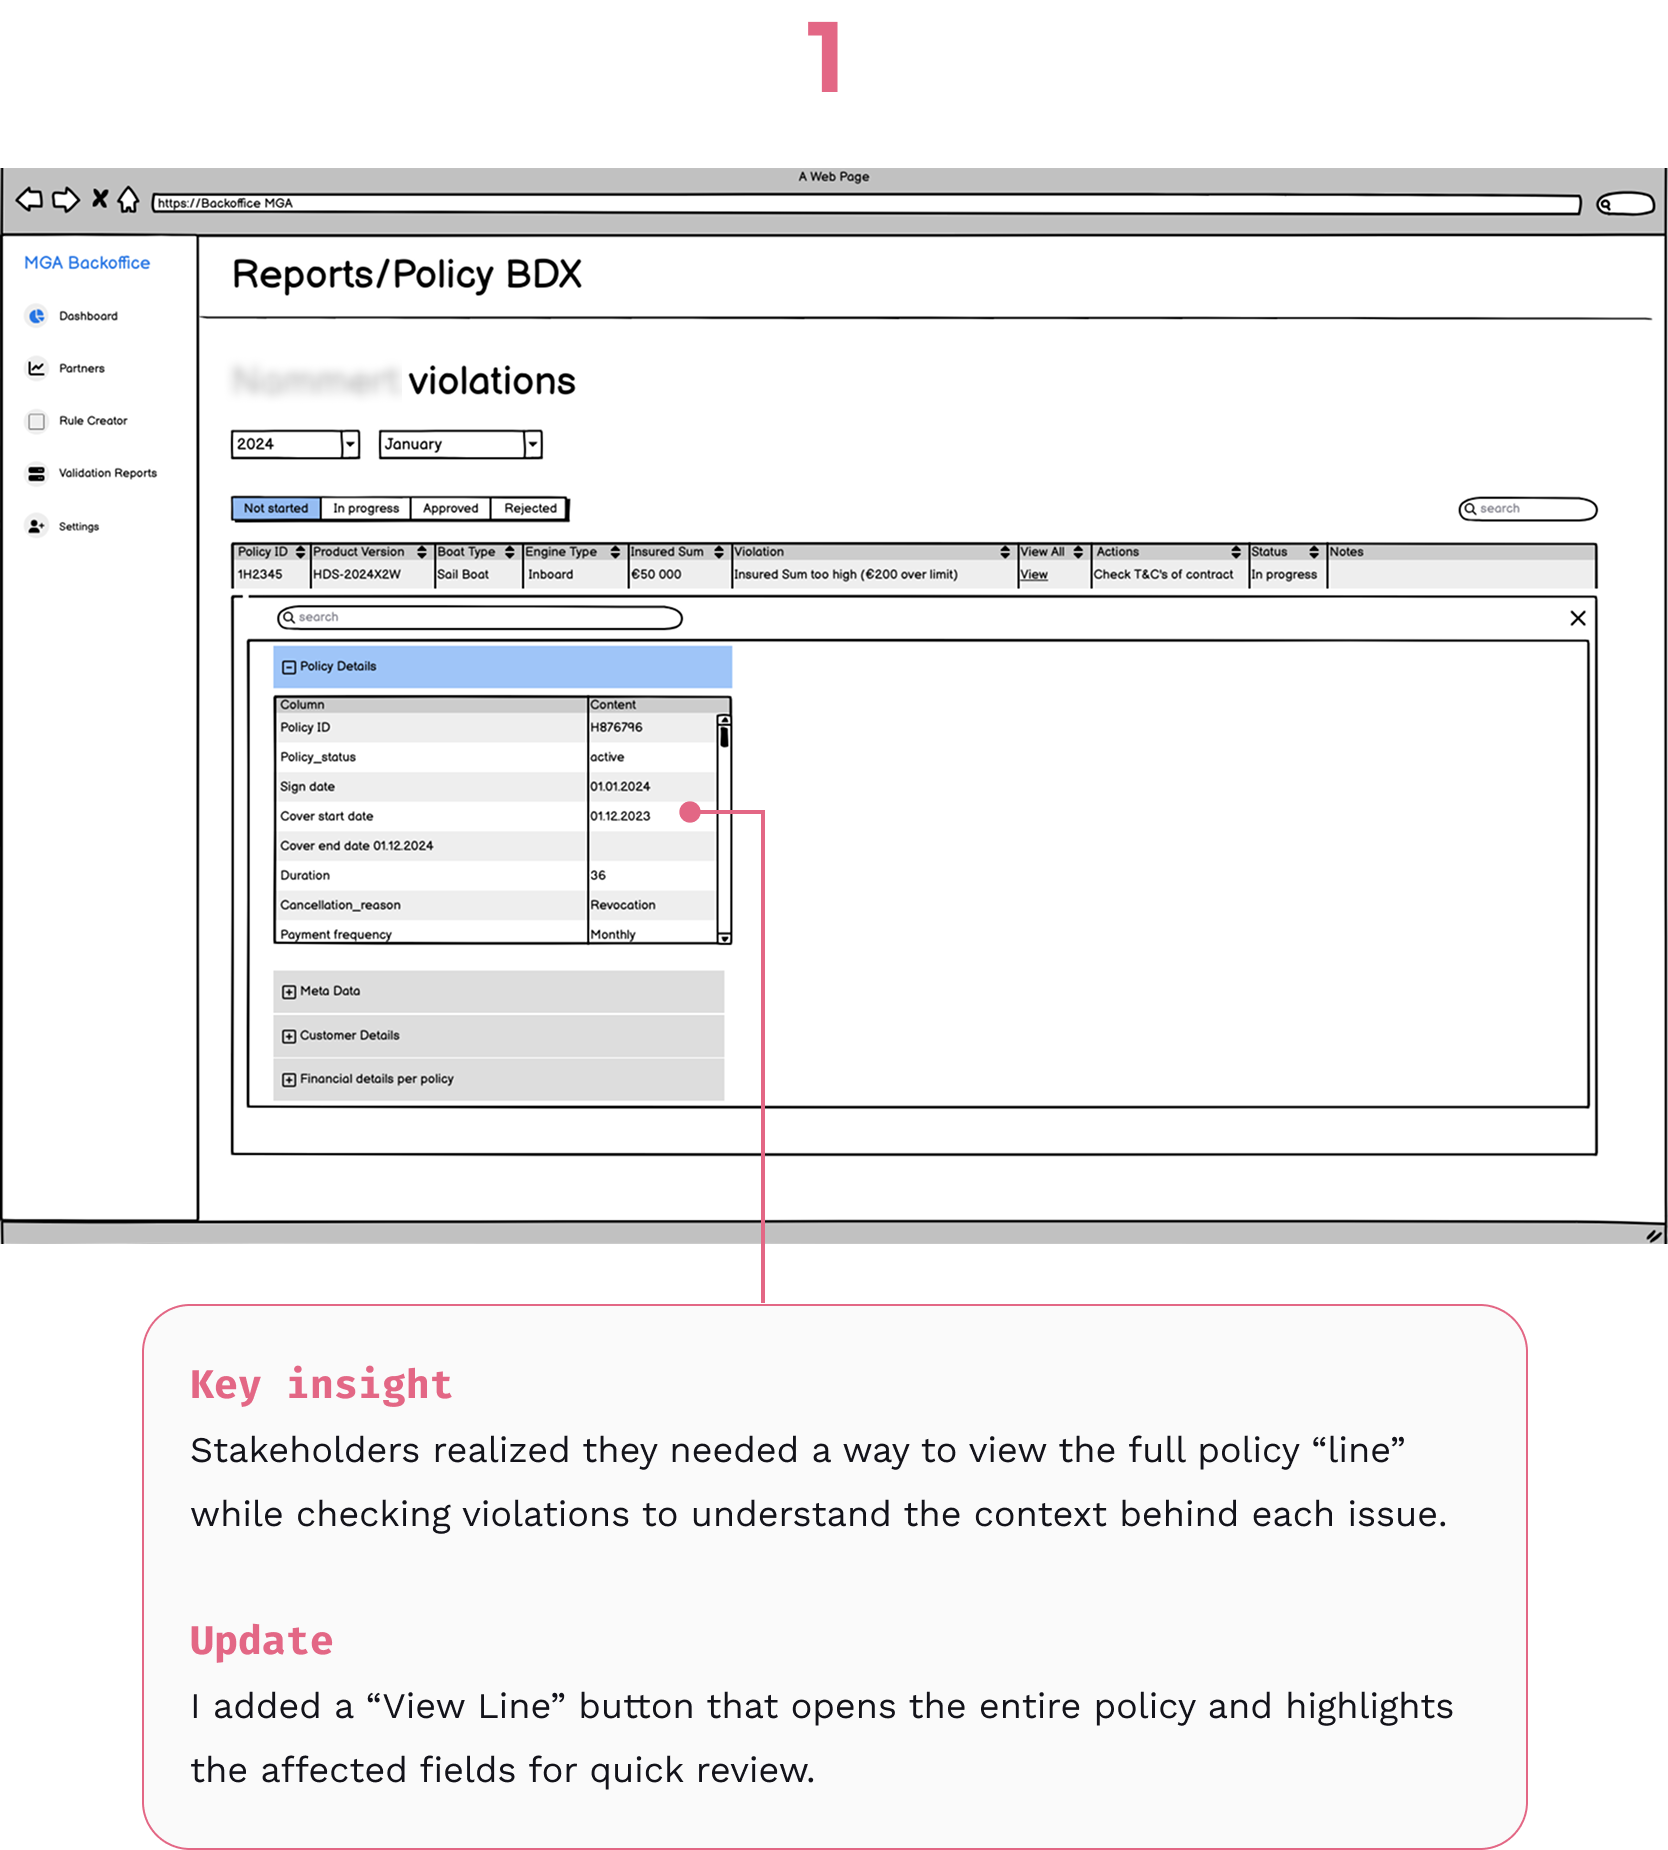 1
A Web Page
https://Backoffice MGA
MGA Backoffice
Dashboard
Partners
Rule Creator
Validation Reports
Settings
Reports/Policy BDX
violations
2024 January
Not started In progress Approved Rejected search
Policy ID Product Version Boat Type Engine Type Insured Sum Violation View All Actions Status Notes
1H2345 HDS-2024X2W Sail Boat Inboard €50 000 Insured Sum too high (€200 over limit) View Check T&C's of contract In progress
search
Policy Details
Column Content
Policy ID H876796
Policy_status active
Sign date 01.01.2024
Cover start date 01.12.2023
Cover end date 01.12.2024
Duration 36
Cancellation_reason Revocation
Payment frequency Monthly
Meta Data
Customer Details
Financial details per policy
Key insight
Stakeholders realized they needed a way to view the full policy “line”
while checking violations to understand the context behind each issue.
Update
I added a “View Line” button that opens the entire policy and highlights
the affected fields for quick review.